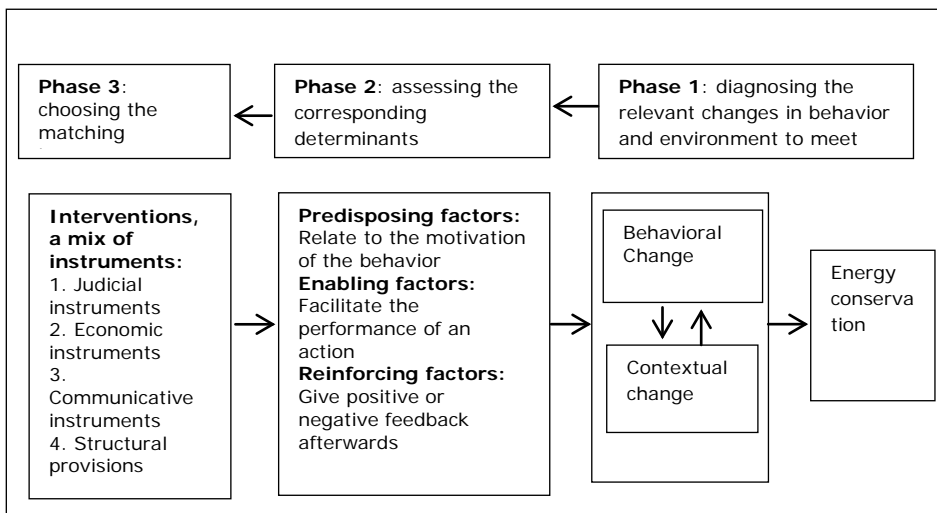 Phase 3:
choosing the
matching
Phase 2: assessing the
corresponding
determinants
Phase 1: diagnosing the
relevant changes in behavior
and environment to meet
Interventions,
a mix of
instruments:
1. Judicial
instruments
2. Economic
instruments
3.
Communicative
instruments
4. Structural
provisions
Predisposing factors:
Relate to the motivation
of the behavior
Enabling factors:
Facilitate the
performance of an
action
Reinforcing factors:
Give positive or
negative feedback
afterwards
Behavioral
Change
Contextual
change
Energy
conserva
tion